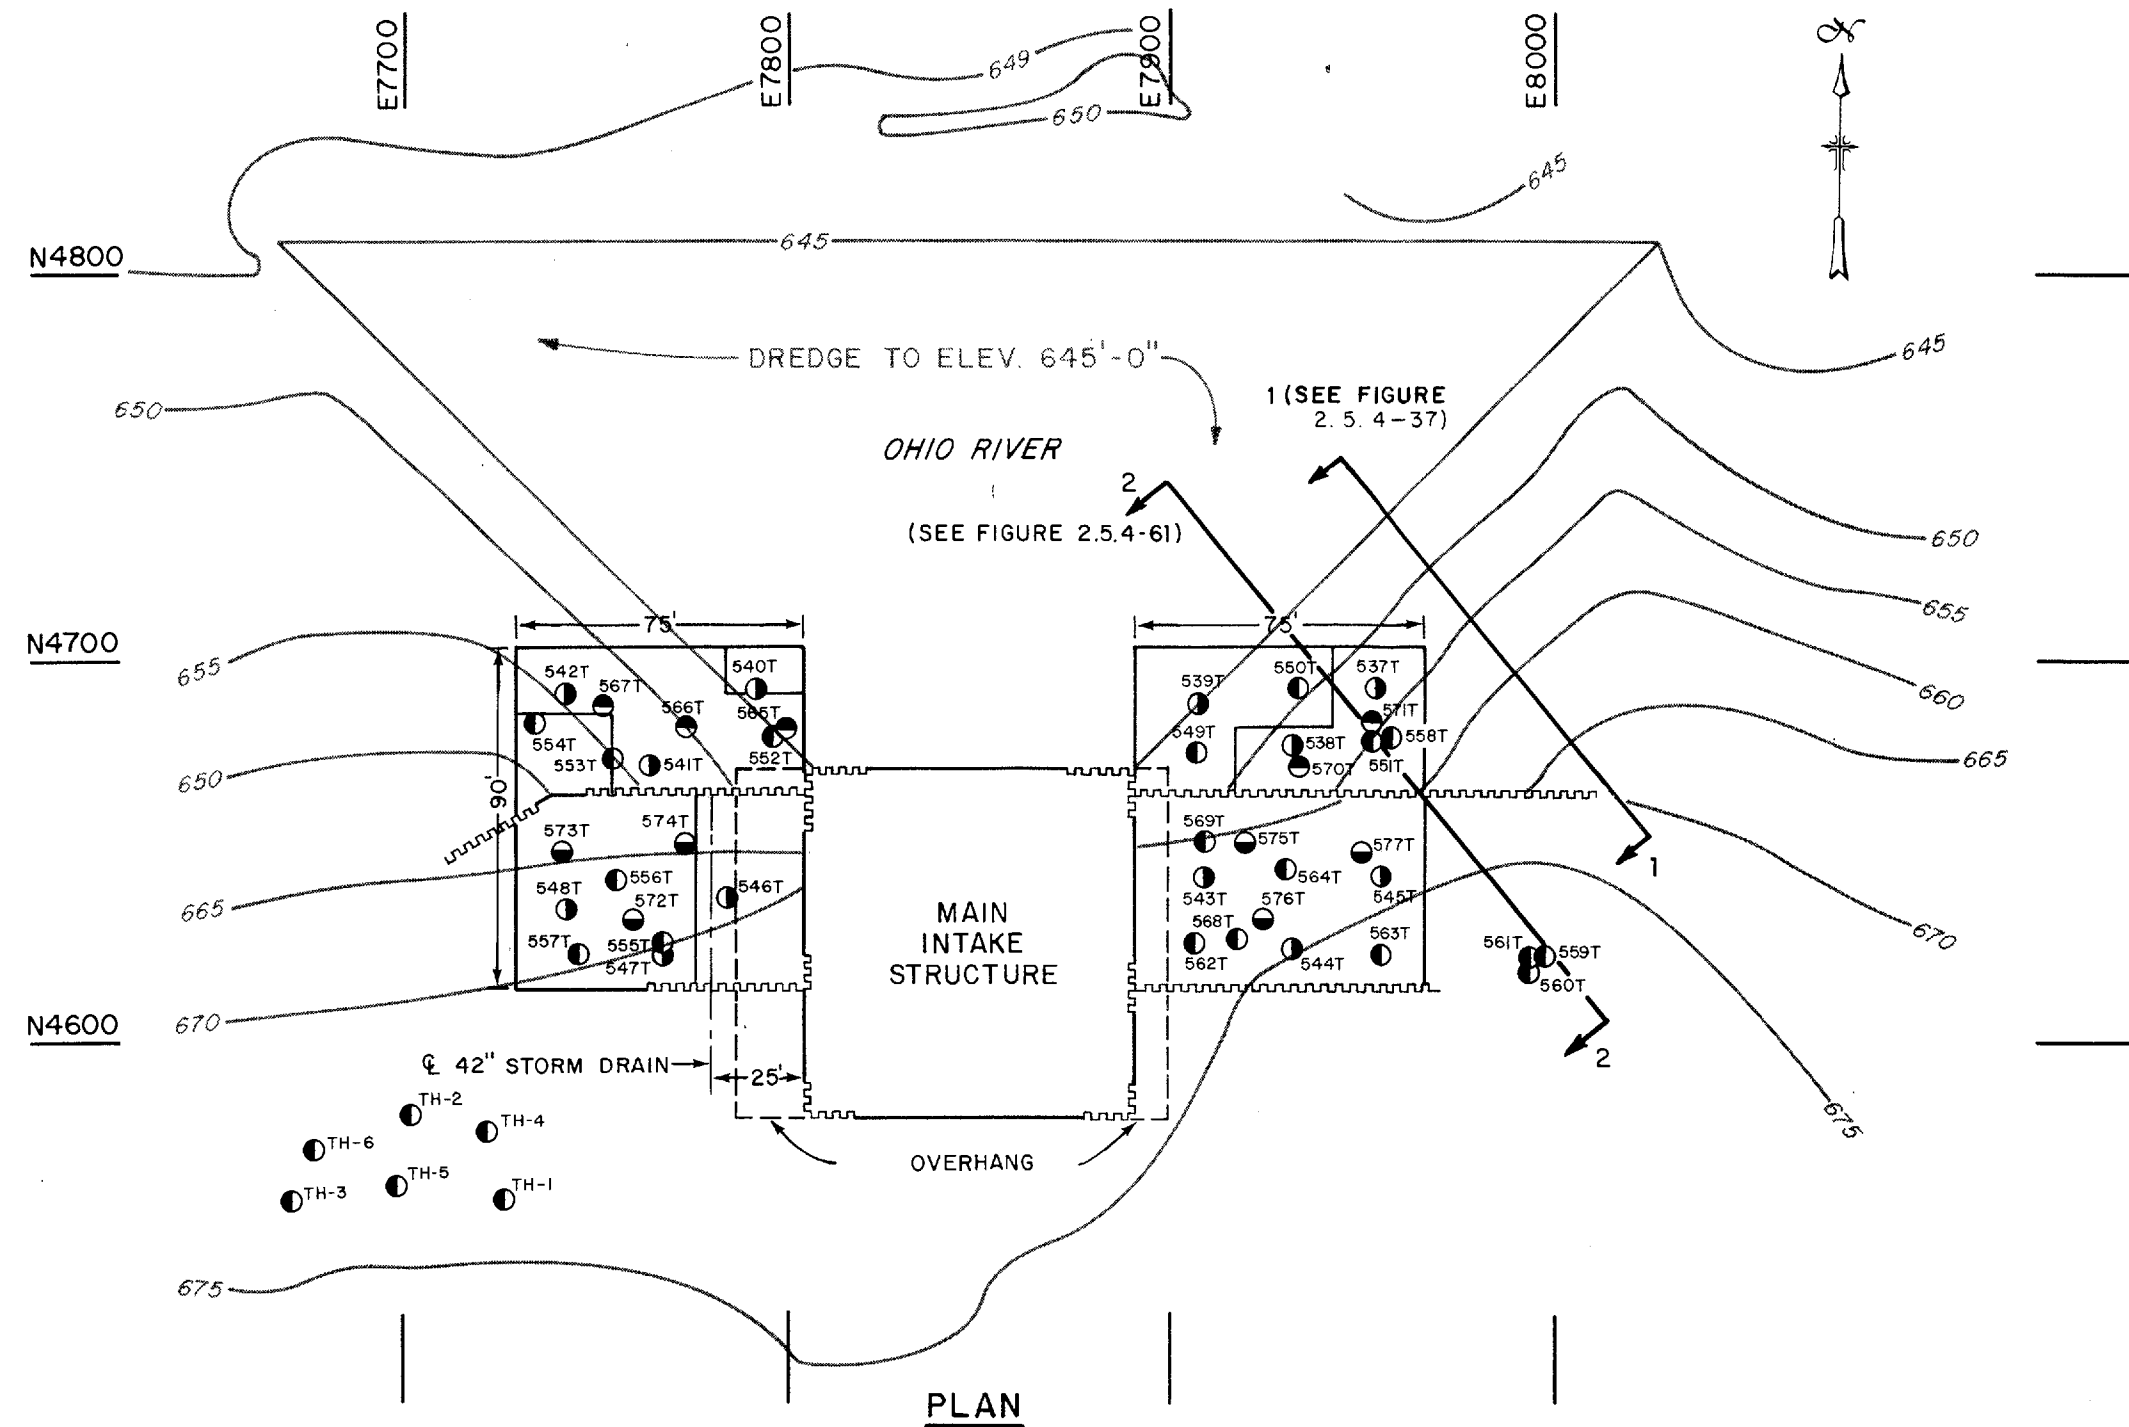 E7700
E7800
E7900
E8000
N
649
650
645
N4800
645
DREDGE TO ELEV. 645'-0"
645
650
1 (SEE FIGURE
2.5.4-37)
OHIO RIVER
2
(SEE FIGURE 2.5.4-61)
650
655
N4700
75'
75'
655
660
542T
567T
540T
566T
565T
554T
553T
541T
552T
539T
550T
537T
571T
549T
538T
558T
570T
551T
665
650
90'
573T
574T
569T
575T
577T
1
548T
556T
546T
564T
572T
543T
576T
545T
665
557T
555T
547T
568T
562T
544T
563T
MAIN
INTAKE
STRUCTURE
561T
559T
560T
670
670
N4600
2
℄ 42" STORM DRAIN
25'
675
TH-2
TH-4
TH-6
TH-5
TH-3
TH-1
OVERHANG
675
PLAN